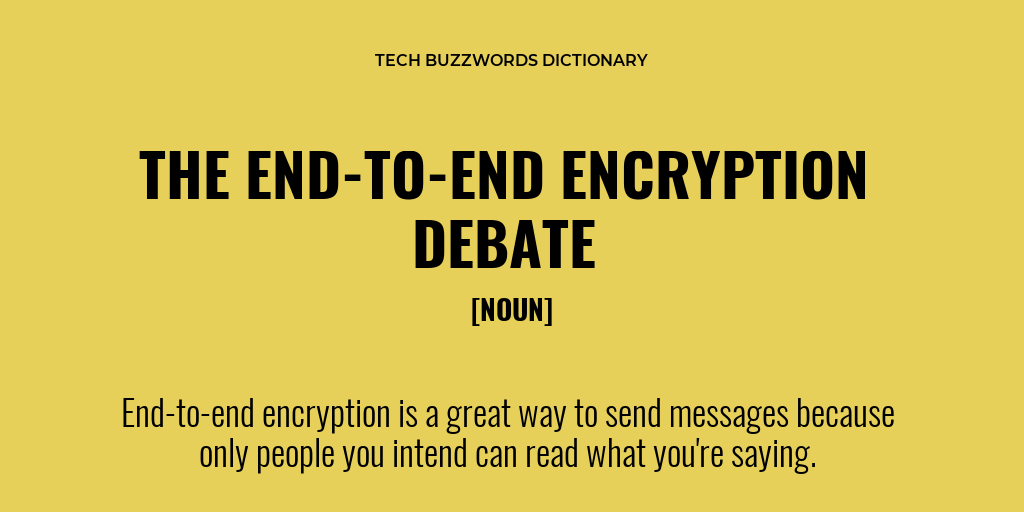 TECH BUZZWORDS DICTIONARY
THE END-TO-END ENCRYPTION
DEBATE
[NOUN]
End-to-end encryption is a great way to send messages because
only people you intend can read what you're saying.